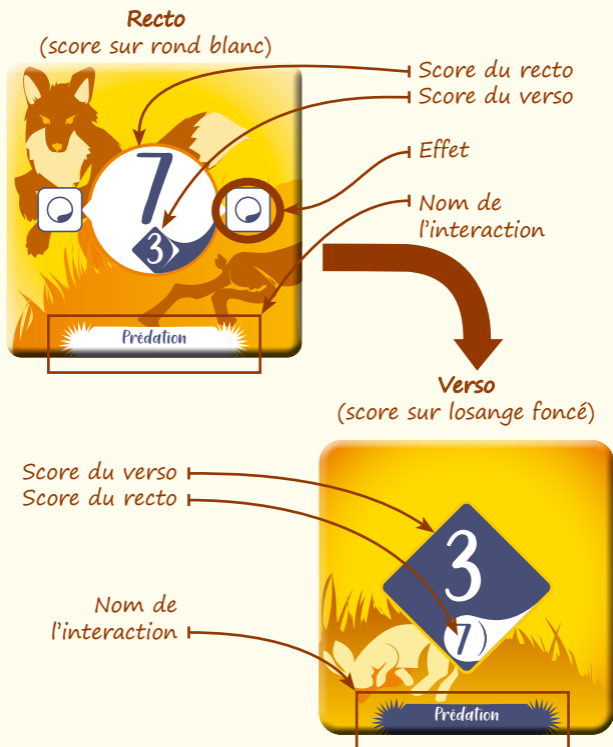 Recto
(score sur rond blanc)
Score du recto
Score du verso
Effet
Nom de
l'interaction
7
3
Prédation
Verso
(score sur losange foncé)
Score du verso
Score du recto
Nom de
l'interaction
3
7
Prédation